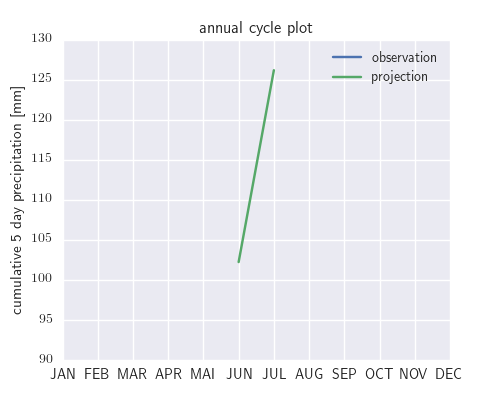 annual cycle plot
observation
projection
cumulative 5 day precipitation [mm]
130
125
120
115
110
105
100
95
90
JAN FEB MAR APR MAI JUN JUL AUG SEP OCT NOV DEC